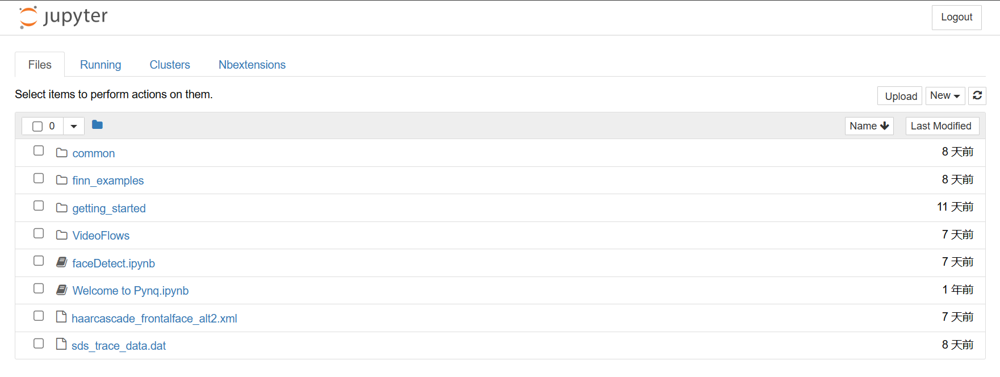 jupyter
Logout
Files Running Clusters Nbextensions
Select items to perform actions on them.
Upload New
0 Name Last Modified
common 8 天前
finn_examples 8 天前
getting_started 11 天前
VideoFlows 7 天前
faceDetect.ipynb 7 天前
Welcome to Pynq.ipynb 1 年前
haarcascade_frontalface_alt2.xml 7 天前
sds_trace_data.dat 8 天前